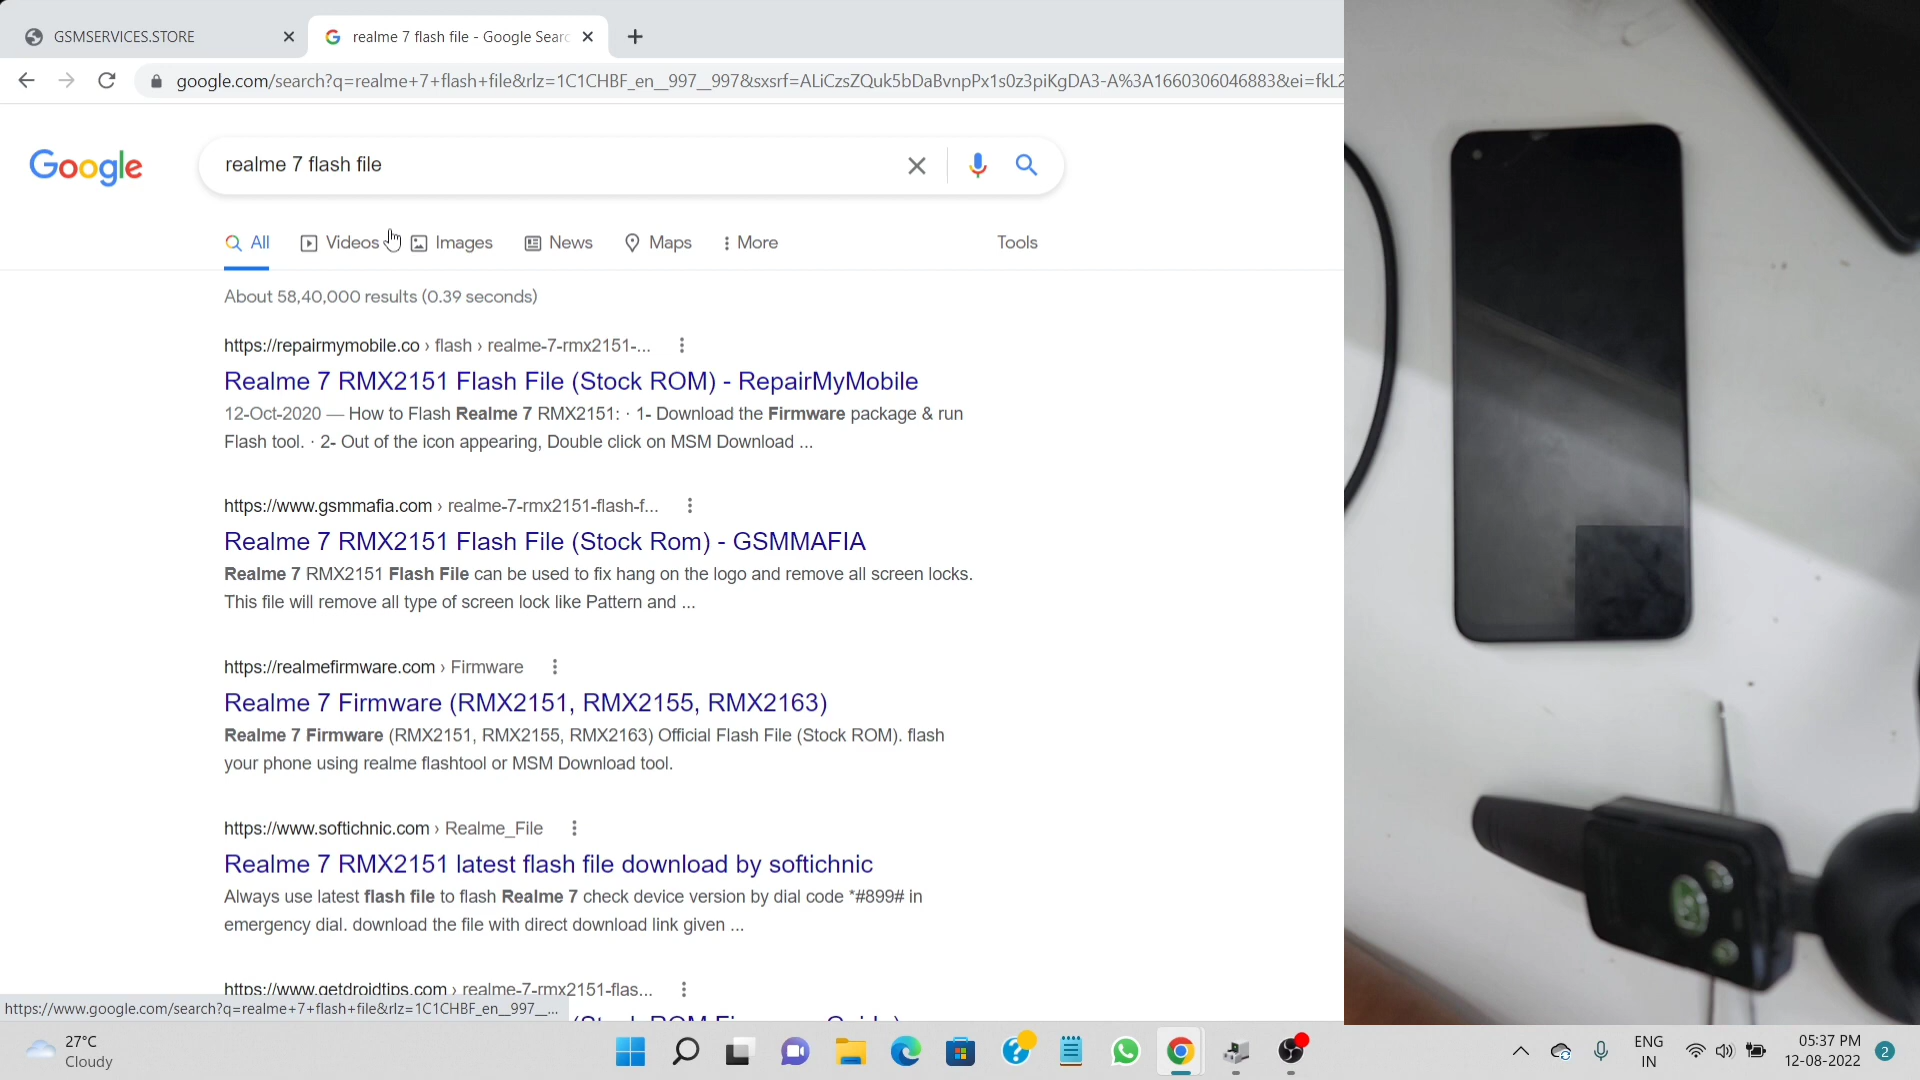 GSMSERVICES.STORE
realme 7 flash file - Google Searc
google.com/search?q=realme+7+flash+file&rlz=1C1CHBF_en__997__997&sxsrf=ALiCzsZQuk5bDaBvnpPx1s0z3piKgDA3-A%3A1660306046883&ei=fkL2
Google
realme 7 flash file
All
Videos
Images
News
Maps
More
Tools
About 58,40,000 results (0.39 seconds)
https://repairmymobile.co › flash › realme-7-rmx2151-...
Realme 7 RMX2151 Flash File (Stock ROM) - RepairMyMobile
12-Oct-2020 — How to Flash Realme 7 RMX2151: · 1- Download the Firmware package & run
Flash tool. · 2- Out of the icon appearing, Double click on MSM Download ...
https://www.gsmmafia.com › realme-7-rmx2151-flash-f...
Realme 7 RMX2151 Flash File (Stock Rom) - GSMMAFIA
Realme 7 RMX2151 Flash File can be used to fix hang on the logo and remove all screen locks.
This file will remove all type of screen lock like Pattern and ...
https://realmefirmware.com › Firmware
Realme 7 Firmware (RMX2151, RMX2155, RMX2163)
Realme 7 Firmware (RMX2151, RMX2155, RMX2163) Official Flash File (Stock ROM). flash
your phone using realme flashtool or MSM Download tool.
https://www.softichnic.com › Realme_File
Realme 7 RMX2151 latest flash file download by softichnic
Always use latest flash file to flash Realme 7 check device version by dial code *#899# in
emergency dial. download the file with direct download link given ...
https://www.getdroidtips.com › realme-7-rmx2151-flas...
https://www.google.com/search?q=realme+7+flash+file&rlz=1C1CHBF_en__997__...
27°C
Cloudy
ENG
IN
05:37 PM
12-08-2022
2